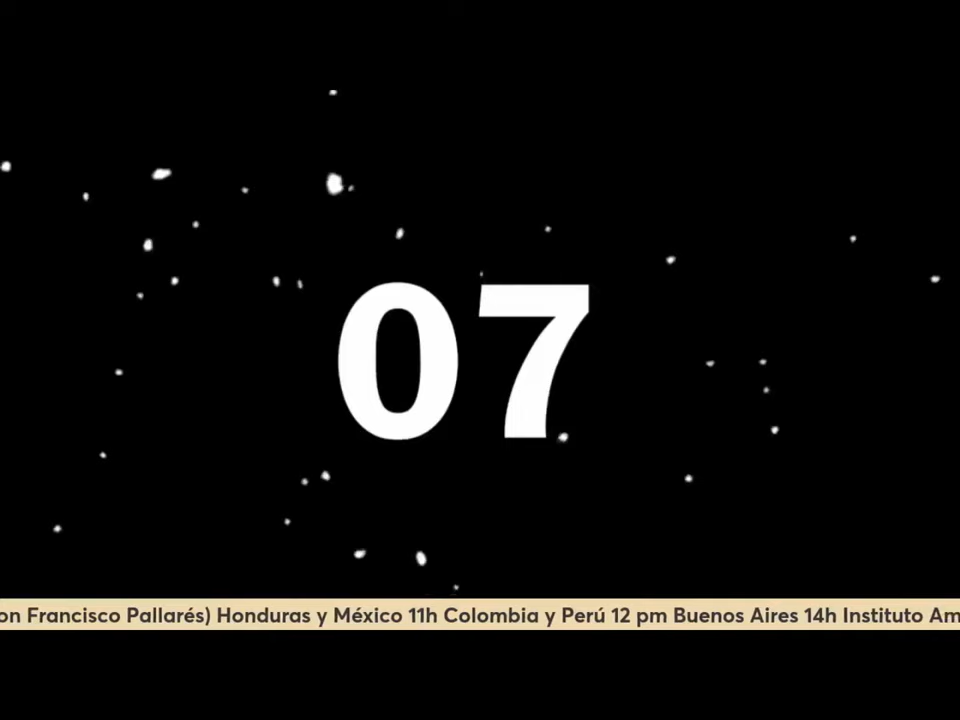 07
on Francisco Pallarés) Honduras y México 11h Colombia y Perú 12 pm Buenos Aires 14h Instituto Am